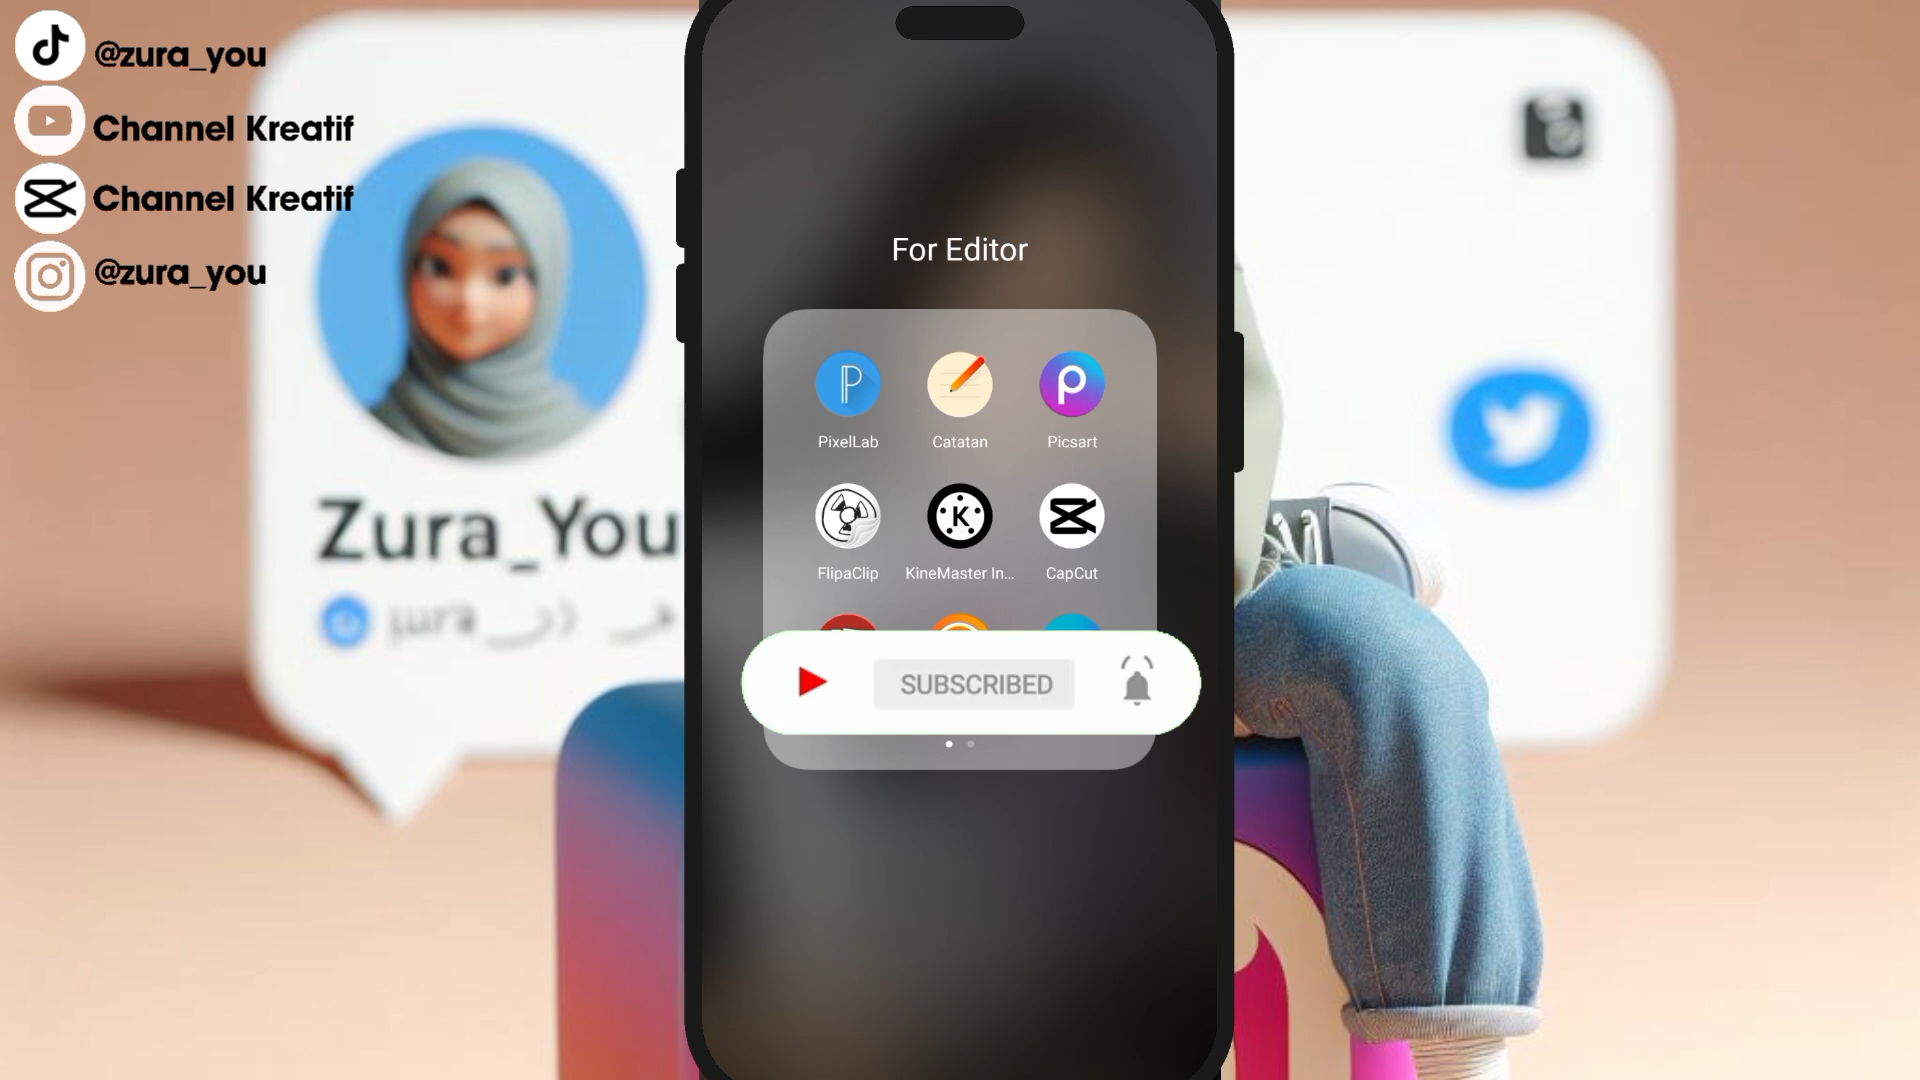 @zura_you
Channel Kreatif
Channel Kreatif
@zura_you
Zura_You
For Editor
PixelLab
Catatan
Picsart
FlipaClip
KineMaster In...
CapCut
SUBSCRIBED